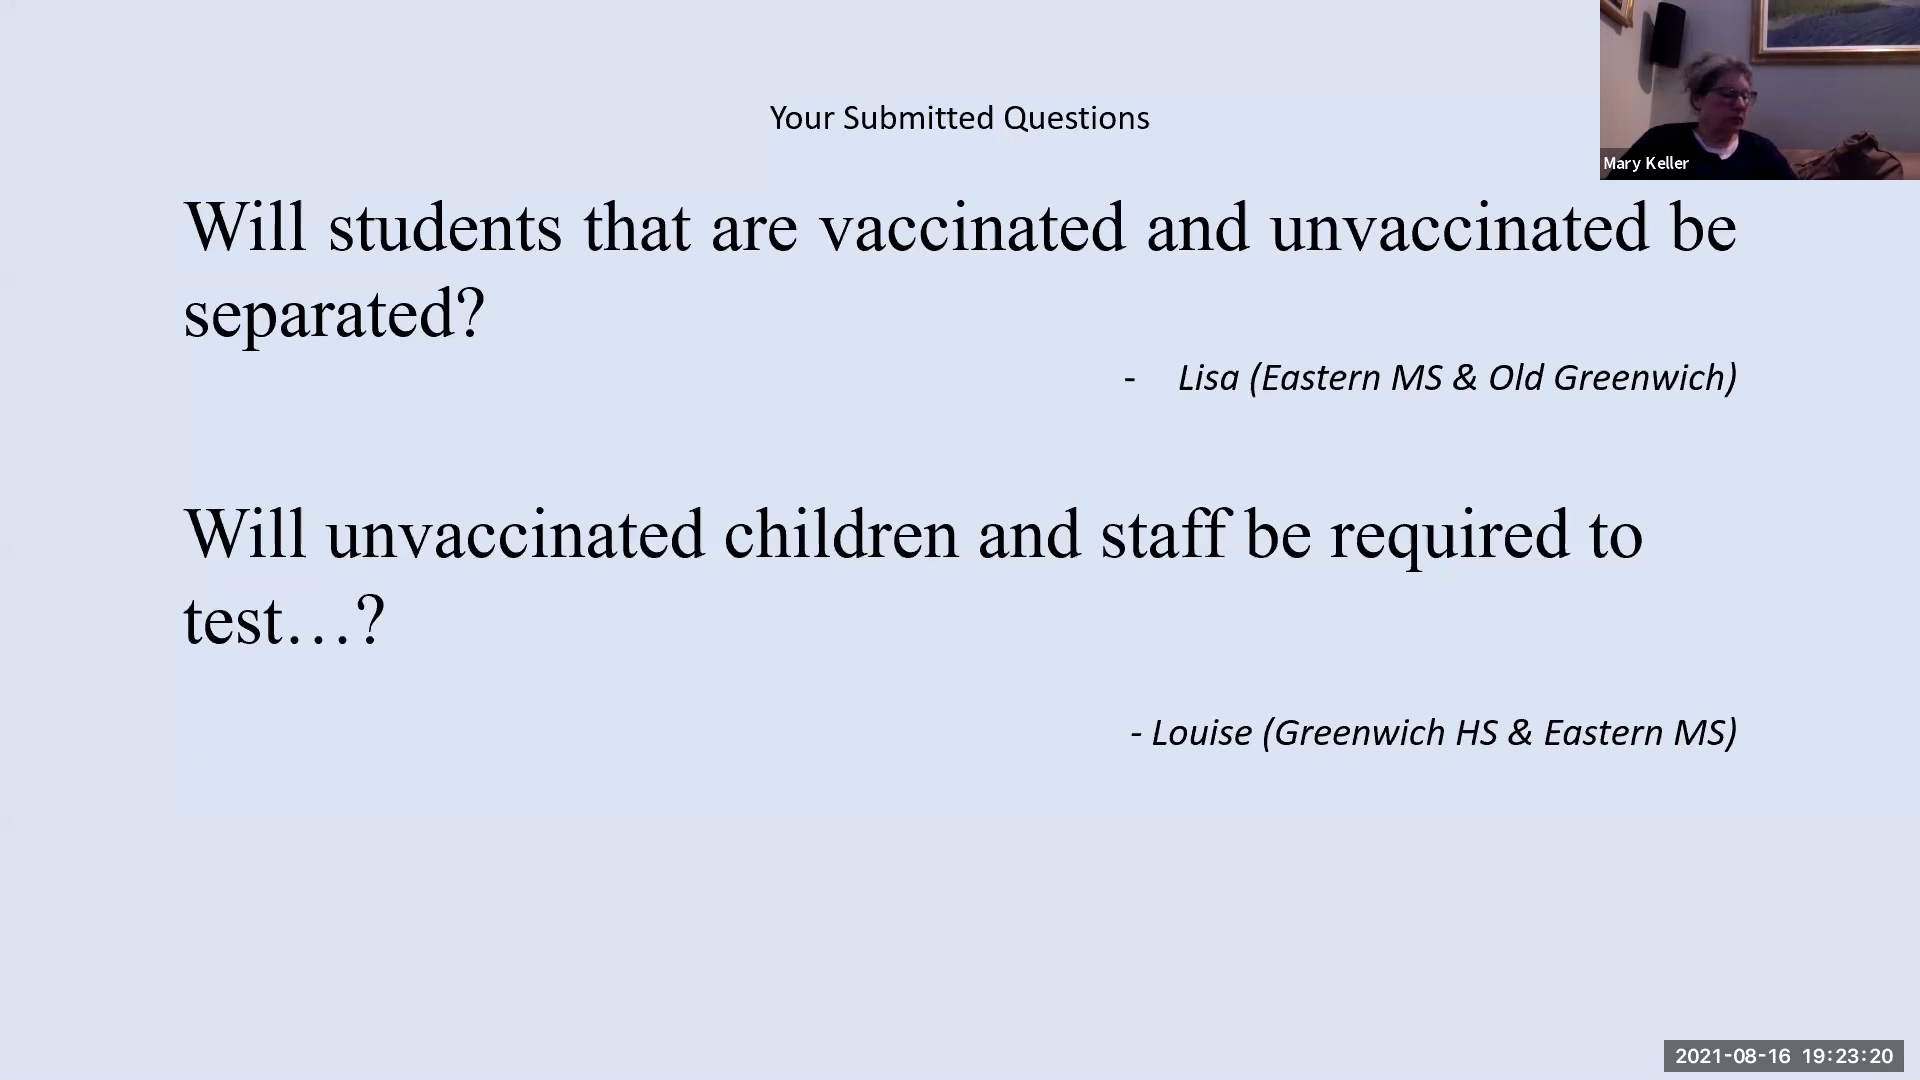 Your Submitted Questions
Mary Keller
Will students that are vaccinated and unvaccinated be
separated?
- Lisa (Eastern MS & Old Greenwich)
Will unvaccinated children and staff be required to
test…?
- Louise (Greenwich HS & Eastern MS)
2021-08-16 19:23:20